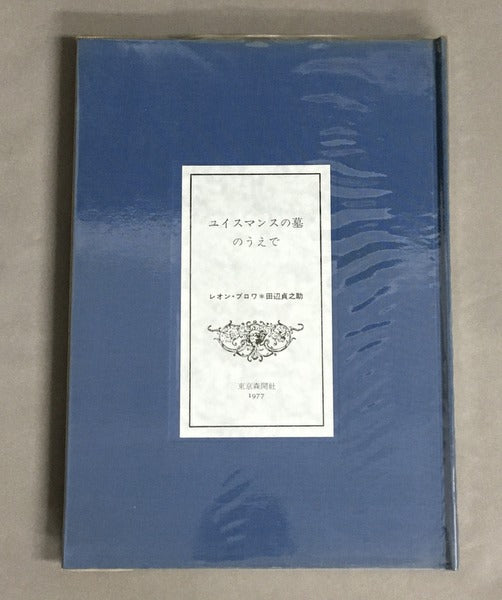 ユイスマンスの墓
のうえで
レオン・ブロワ＊田辺貞之助
東京森開社
1977